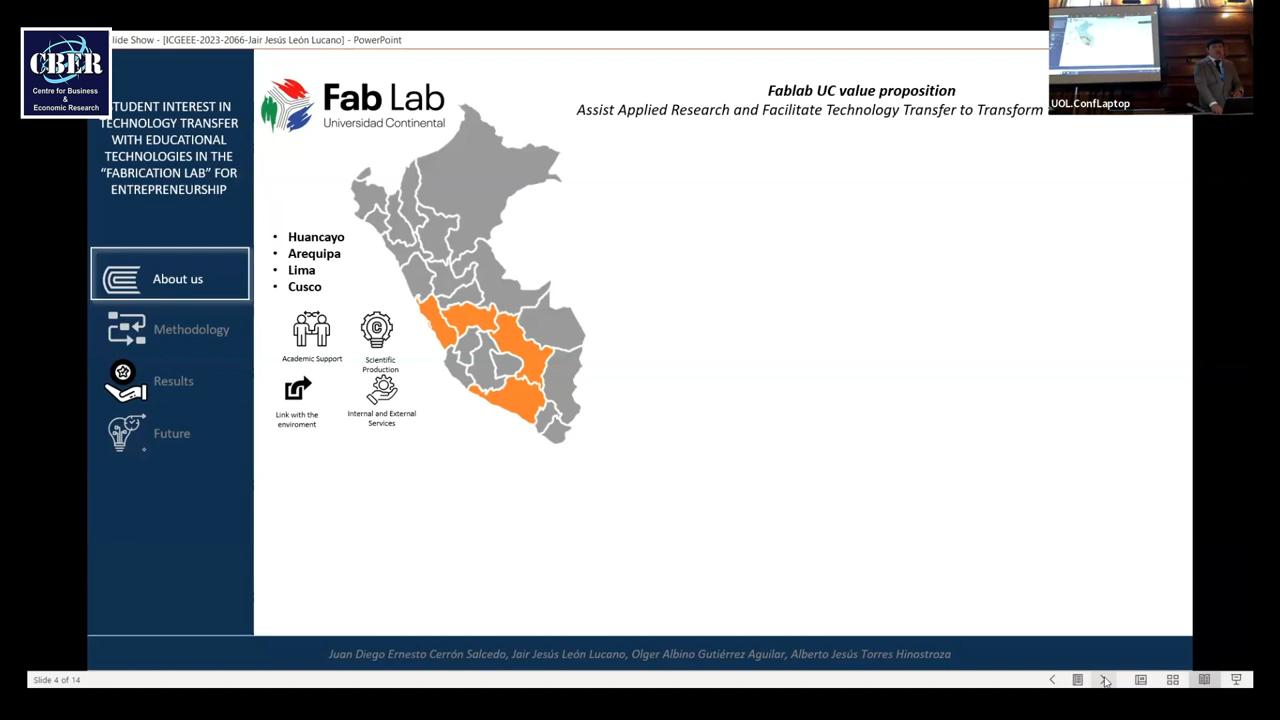 lide Show - [ICGEEE-2023-2066-Jair Jesús León Lucano] - PowerPoint
CBER
Centre for Business
&
Economic Research
STUDENT INTEREST IN
TECHNOLOGY TRANSFER
WITH EDUCATIONAL
TECHNOLOGIES IN THE
“FABRICATION LAB” FOR
ENTREPRENEURSHIP
About us
Methodology
Results
Future
Fab Lab
Universidad Continental
Fablab UC value proposition
Assist Applied Research and Facilitate Technology Transfer to Transform
UOL.ConfLaptop
• Huancayo
• Arequipa
• Lima
• Cusco
Academic Support
Scientific
Production
Link with the
enviroment
Internal and External
Services
Juan Diego Ernesto Cerrón Salcedo, Jair Jesús León Lucano, Olger Albino Gutiérrez Aguilar, Alberto Jesús Torres Hinostroza
Slide 4 of 14